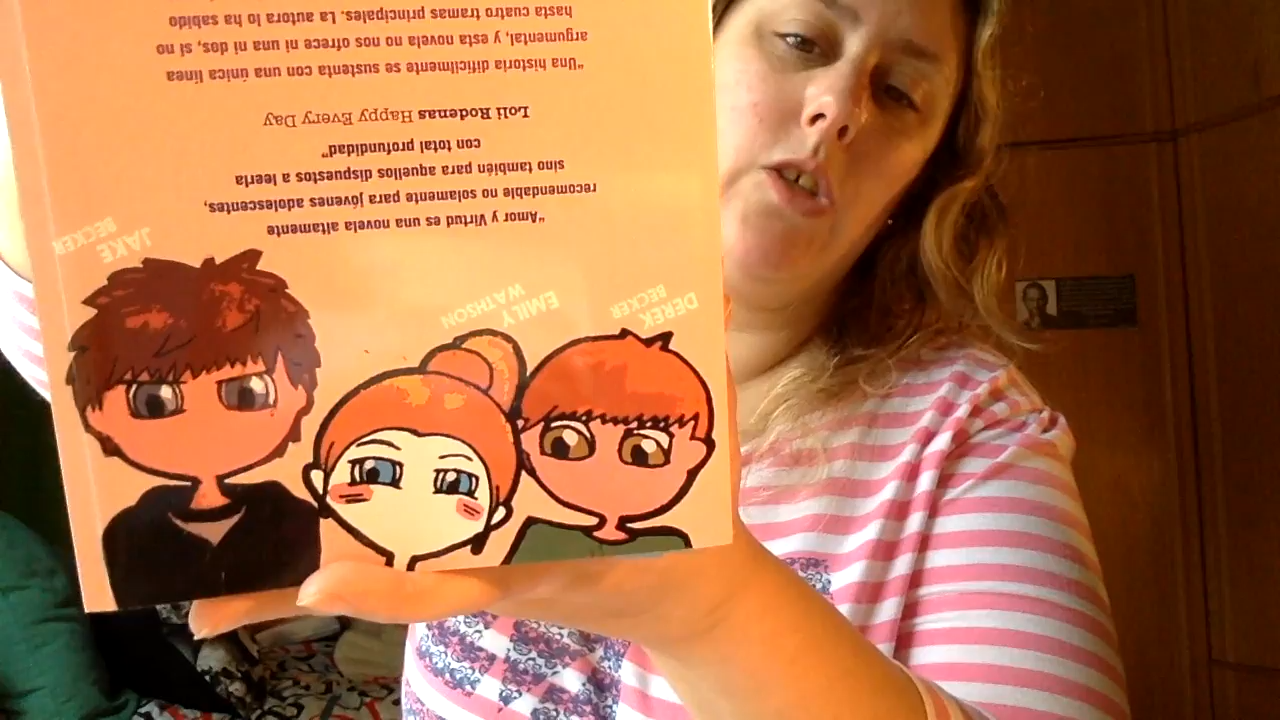 DEREK
BECKER
EMILY
WATHSON
JAKE
BECKER
"Amor y Virtud es una novela altamente
recomendable no solamente para jóvenes adolescentes,
sino también para aquellos dispuestos a leerla
con total profundidad"
Loli Rodenas Happy Every Day
"Una historia difícilmente se sustenta con una única línea
argumental, y esta novela no nos ofrece ni una ni dos, si no
hasta cuatro tramas principales. La autora lo ha sabido